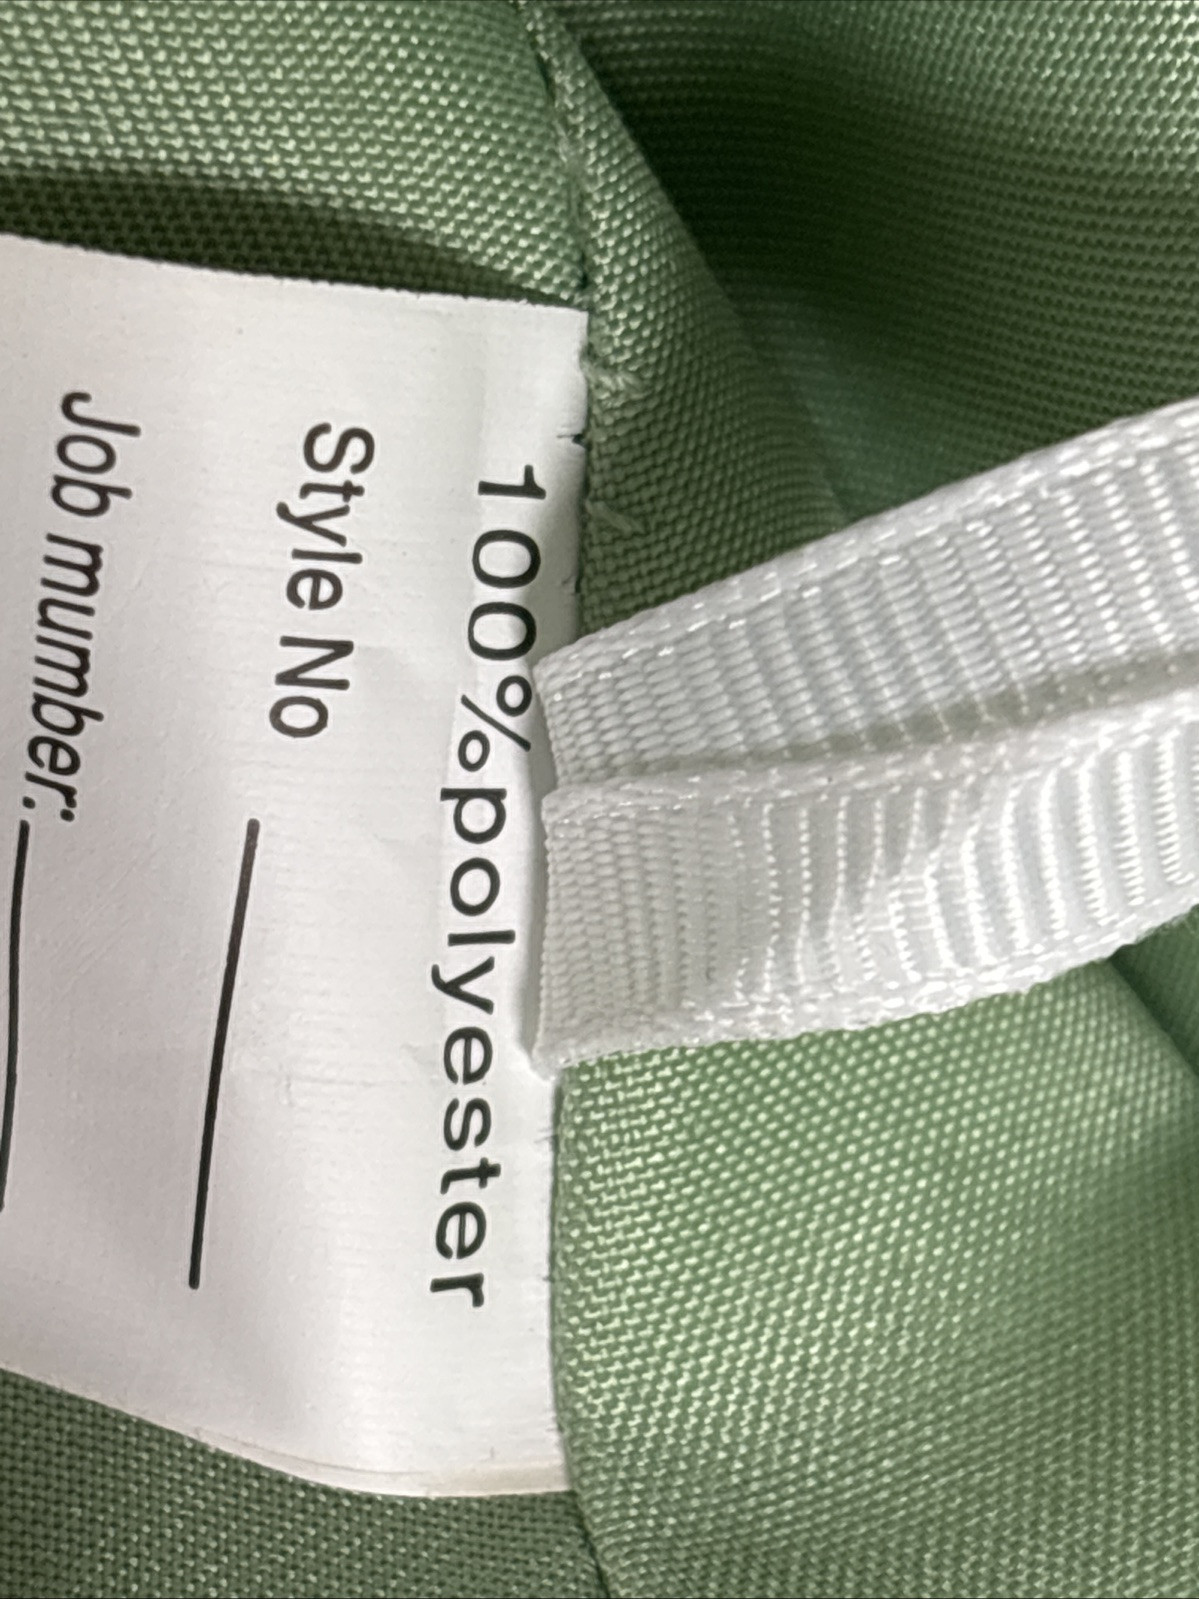 100%polyester
Style No
Job mumber: